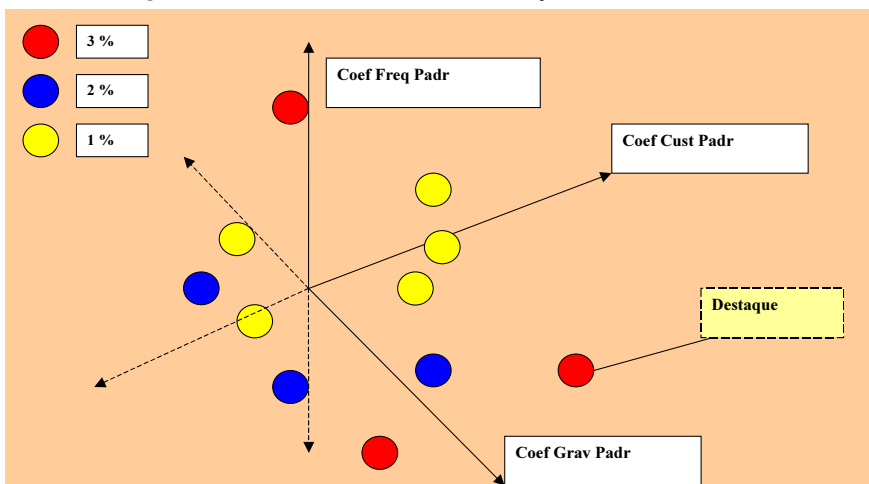 3 %
Coef Freq Padr
2 %
1 %
Coef Cust Padr
Destaque
Coef Grav Padr